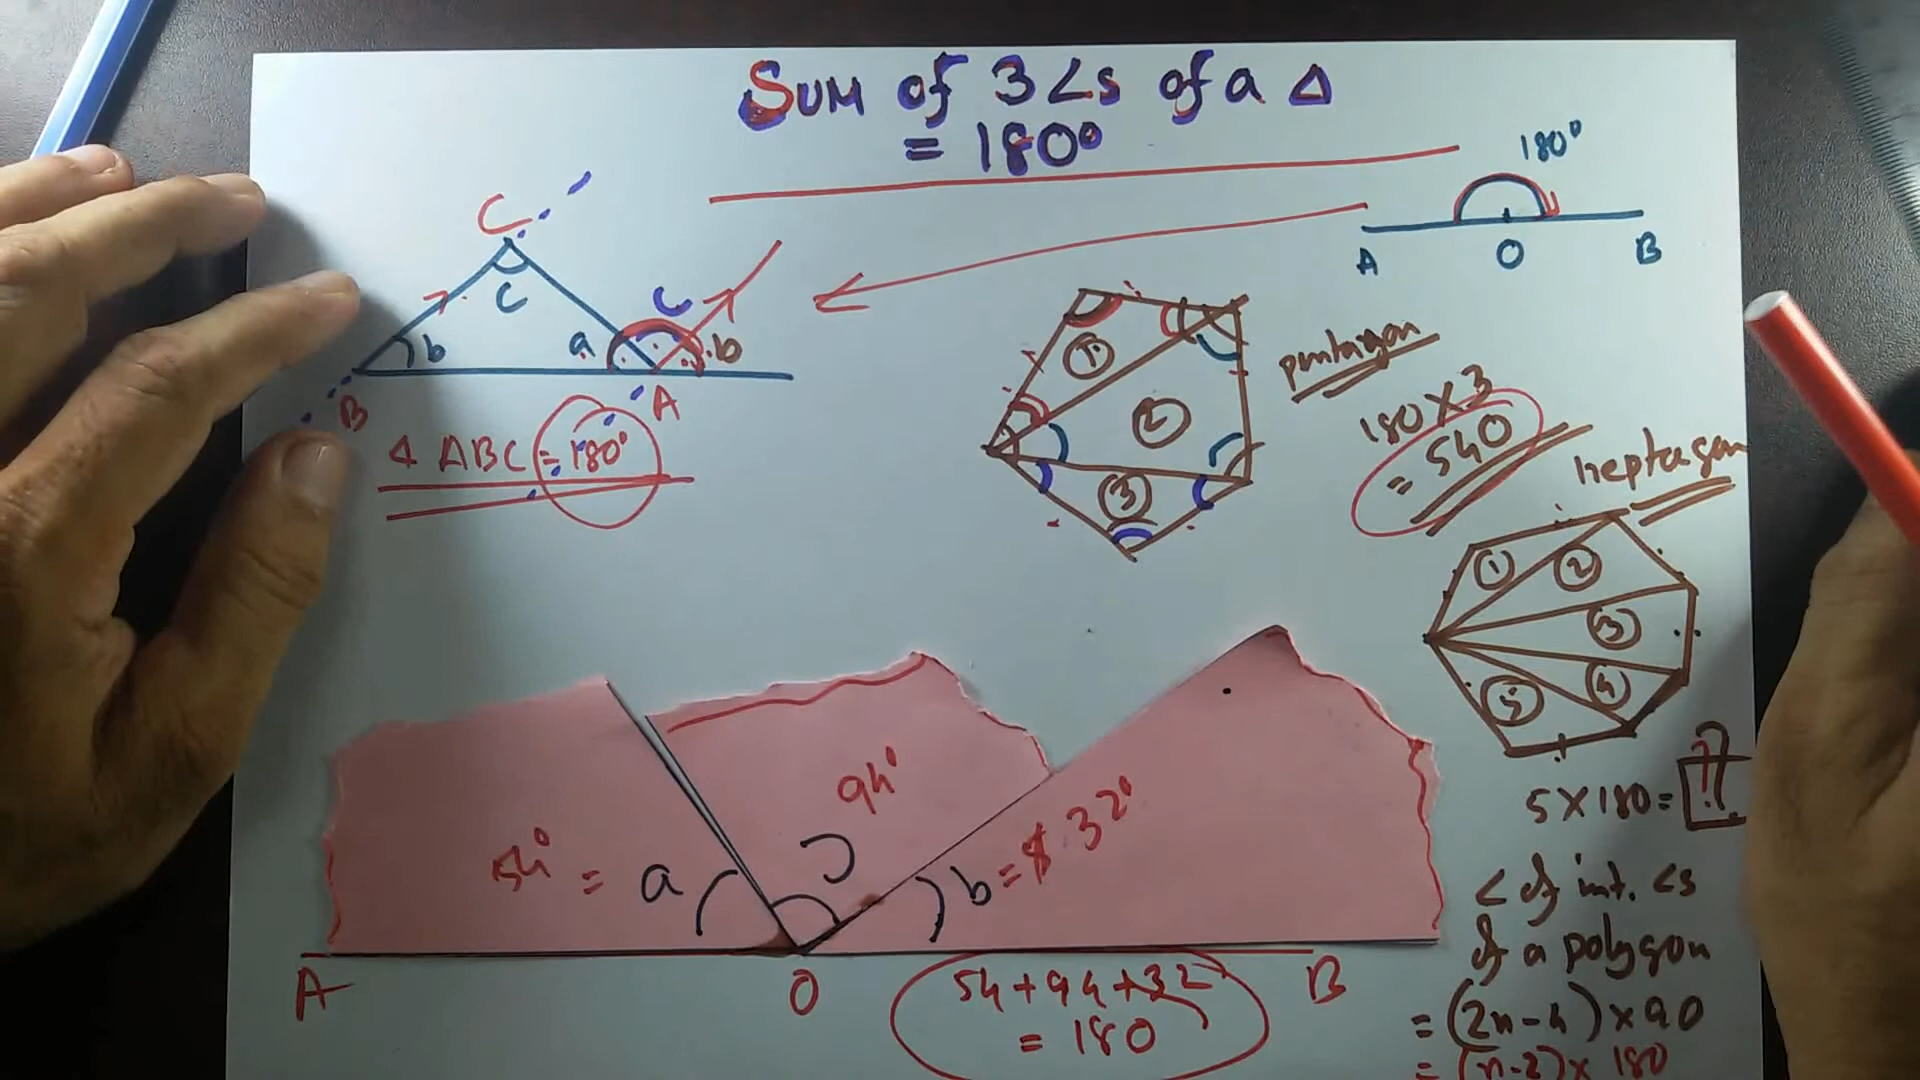 SUM of 3 ∠s of a Δ
= 180°
180°
A O B
C
c
b
a
c
b
B
A
Δ ABC = 180°
1
2
3
pentagon
180 X 3
= 540
heptagon
1
2
3
4
5
5 X 180 = ??
∠ of int. ∠s
of a polygon
= (2n-4) x 90
= (n-2) x 180
94°
54° = a
b = 32°
A O B
54+94+32
= 180